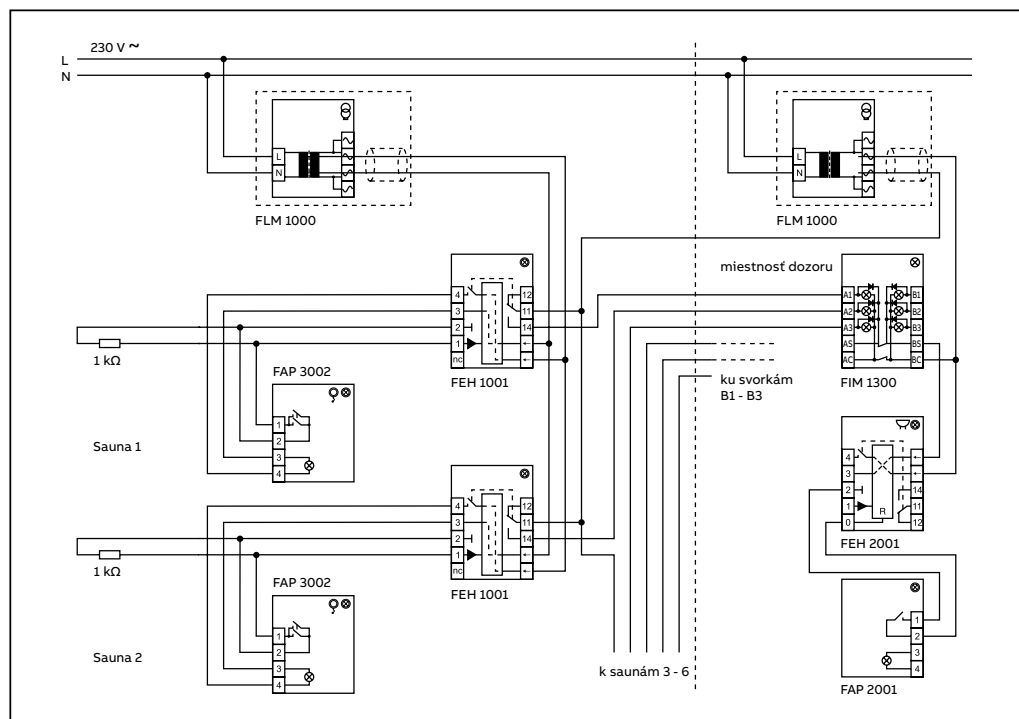 230 V ~
L
N
L
N
FLM 1000
L
N
FLM 1000
miestnosť dozoru
4
3
2
1
nc
12
11
14
←
←
FEH 1001
A1
A2
A3
AS
AC
B1
B2
B3
BS
BC
FIM 1300
1 kΩ
FAP 3002
1
2
3
4
Sauna 1
ku svorkám
B1 - B3
4
3
2
1
0
R
←
←
14
11
12
FEH 2001
4
3
2
1
nc
12
11
14
←
←
FEH 1001
1 kΩ
FAP 3002
1
2
3
4
Sauna 2
k saunám 3 - 6
1
2
3
4
FAP 2001